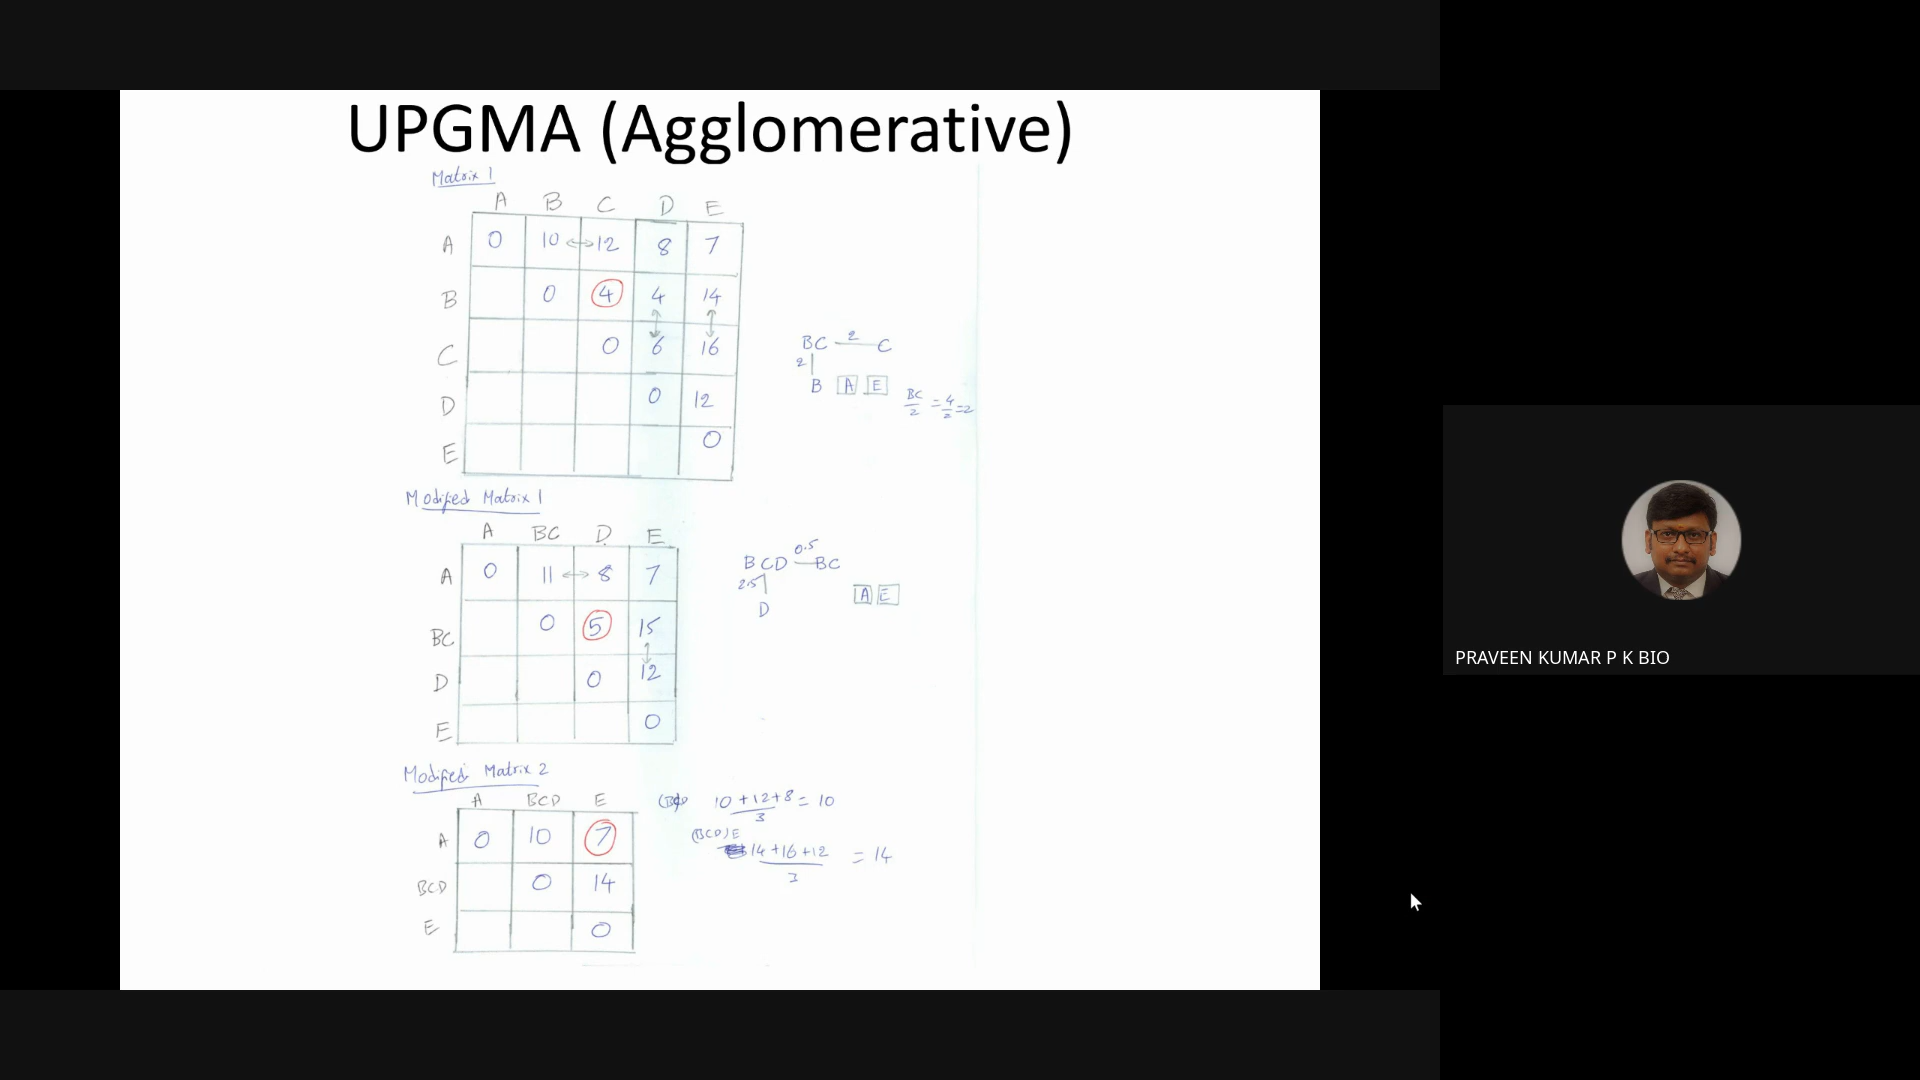 UPGMA (Agglomerative)
Matrix 1
A B C D E
A 0 10 ↔ 12 8 7
B 0 4 4 14
C 0 6 16
D 0 12
E 0
BC 2 C
2
B A E
BC/2 = 4/2 = 2
Modified Matrix 1
A BC D E
A 0 11 ↔ 8 7
BC 0 5 15
D 0 12
E 0
BCD 0.5 BC
2.5
D
A E
Modified Matrix 2
A BCD E
A 0 10 7
BCD 0 14
E 0
10 + 12 + 8 = 10
3
(BCD)E
14 + 16 + 12 = 14
3
PRAVEEN KUMAR P K BIO